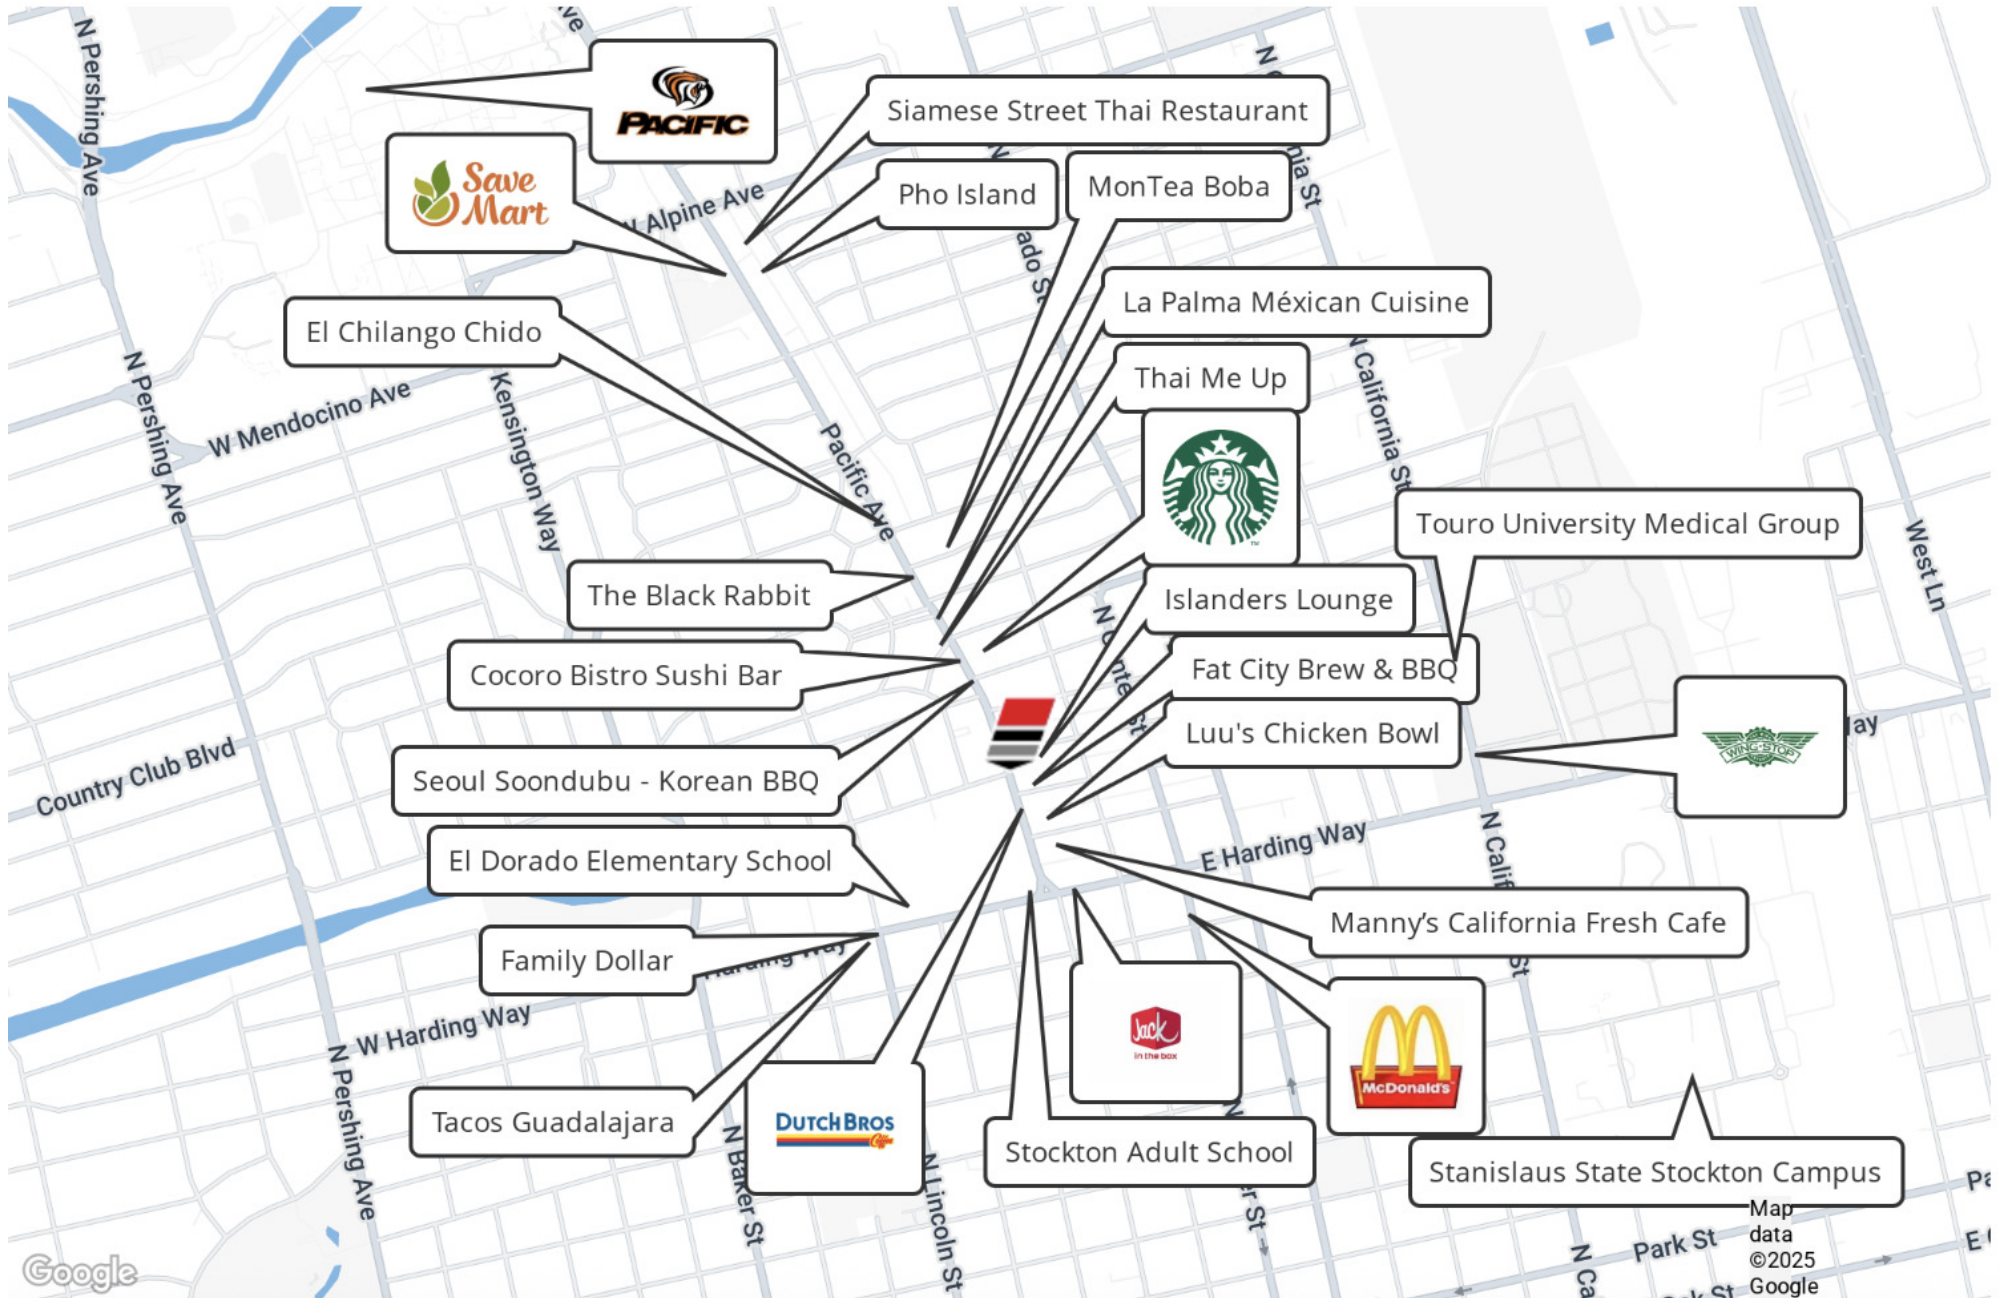 N Pershing Ave
PACIFIC
Siamese Street Thai Restaurant
Save
Mart
W Alpine Ave
Pho Island
MonTea Boba
El Chilango Chido
La Palma Méxican Cuisine
Thai Me Up
N Pershing Ave
W Mendocino Ave
Kensington Way
Pacific Ave
N California St
TM
Touro University Medical Group
West Ln
The Black Rabbit
Islanders Lounge
Cocoro Bistro Sushi Bar
Fat City Brew & BBQ
Luu's Chicken Bowl
WING·STOP
Country Club Blvd
Seoul Soondubu - Korean BBQ
El Dorado Elementary School
E Harding Way
Manny’s California Fresh Cafe
Family Dollar
Harding Way
W Harding Way
N Pershing Ave
Jack
in the box
McDonald's
Tacos Guadalajara
DUTCH BROS
Coffee
Stockton Adult School
Stanislaus State Stockton Campus
N Baker St
N Lincoln St
Park St
Map
data
©2025
Google
Google